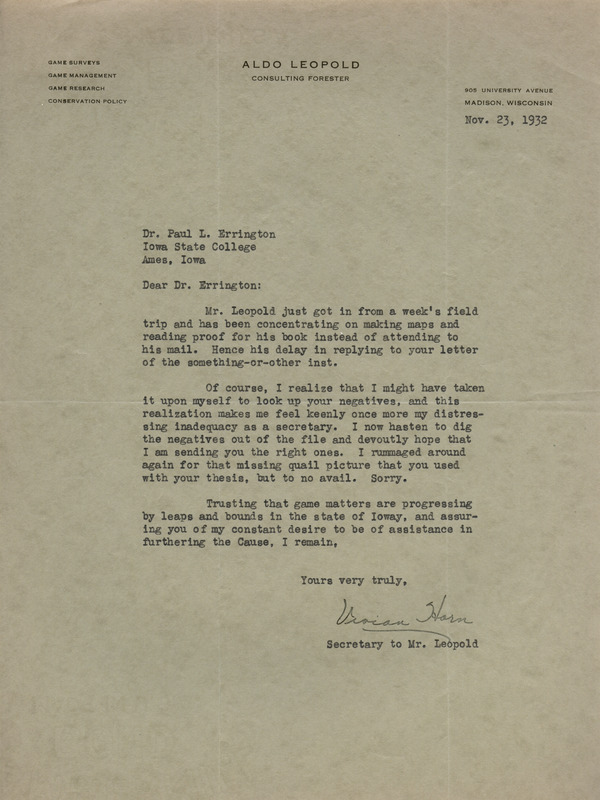 GAME SURVEYS
GAME MANAGEMENT
GAME RESEARCH
CONSERVATION POLICY
ALDO LEOPOLD
CONSULTING FORESTER
905 UNIVERSITY AVENUE
MADISON, WISCONSIN
Nov. 23, 1932
Dr. Paul L. Errington
Iowa State College
Ames, Iowa
Dear Dr. Errington:
Mr. Leopold just got in from a week's field
trip and has been concentrating on making maps and
reading proof for his book instead of attending to
his mail. Hence his delay in replying to your letter
of the something-or-other inst.
Of course, I realize that I might have taken
it upon myself to look up your negatives, and this
realization makes me feel keenly once more my distres-
sing inadequacy as a secretary. I now hasten to dig
the negatives out of the file and devoutly hope that
I am sending you the right ones. I rummaged around
again for that missing quail picture that you used
with your thesis, but to no avail. Sorry.
Trusting that game matters are progressing
by leaps and bounds in the state of Ioway, and assur-
ing you of my constant desire to be of assistance in
furthering the Cause, I remain,
Yours very truly,
Vivian Horn
Secretary to Mr. Leopold